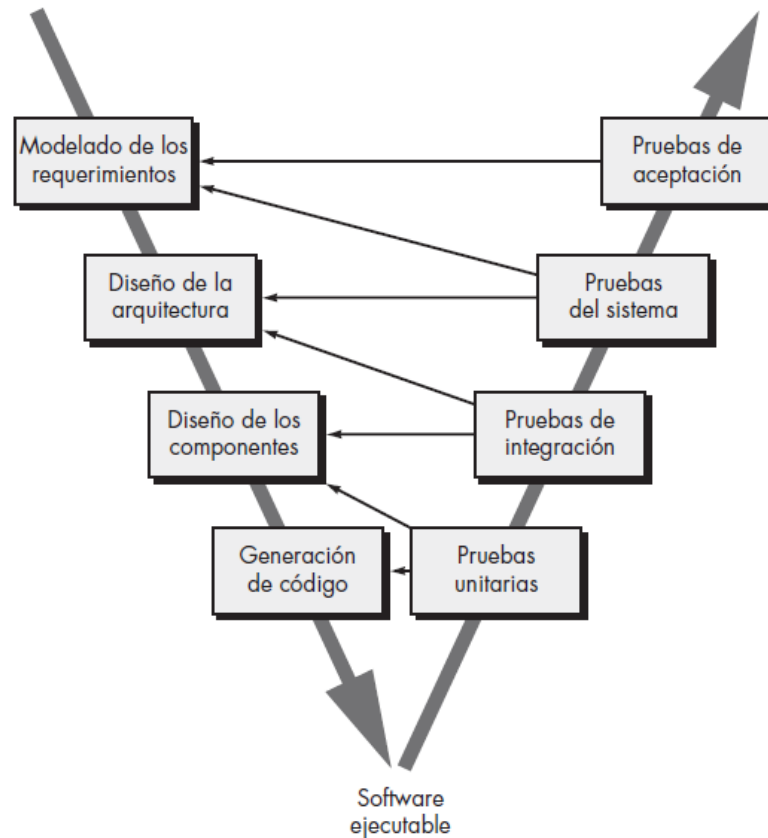 Modelado de los
requerimientos
Pruebas de
aceptación
Diseño de la
arquitectura
Pruebas
del sistema
Diseño de los
componentes
Pruebas de
integración
Generación
de código
Pruebas
unitarias
Software
ejecutable